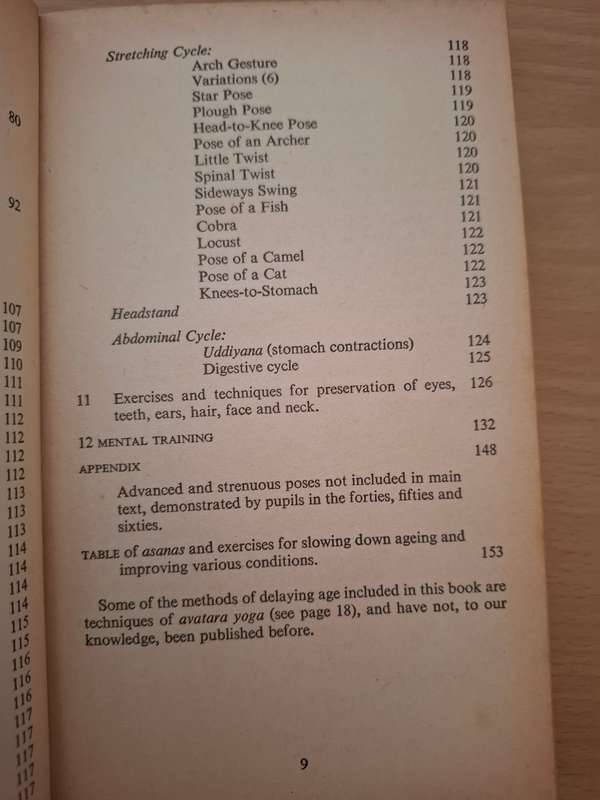 80
92
107
107
109
110
111
111
112
112
112
112
113
113
113
114
114
114
114
115
115
116
116
116
117
117
117
117
Stretching Cycle: 118
Arch Gesture 118
Variations (6) 118
Star Pose 119
Plough Pose 119
Head-to-Knee Pose 120
Pose of an Archer 120
Little Twist 120
Spinal Twist 120
Sideways Swing 121
Pose of a Fish 121
Cobra 121
Locust 122
Pose of a Camel 122
Pose of a Cat 122
Knees-to-Stomach 123
Headstand 123
Abdominal Cycle:
Uddiyana (stomach contractions) 124
Digestive cycle 125
11 Exercises and techniques for preservation of eyes, 126
teeth, ears, hair, face and neck.
12 MENTAL TRAINING 132
APPENDIX 148
Advanced and strenuous poses not included in main
text, demonstrated by pupils in the forties, fifties and
sixties.
TABLE of asanas and exercises for slowing down ageing and
improving various conditions. 153
Some of the methods of delaying age included in this book are
techniques of avatara yoga (see page 18), and have not, to our
knowledge, been published before.
9